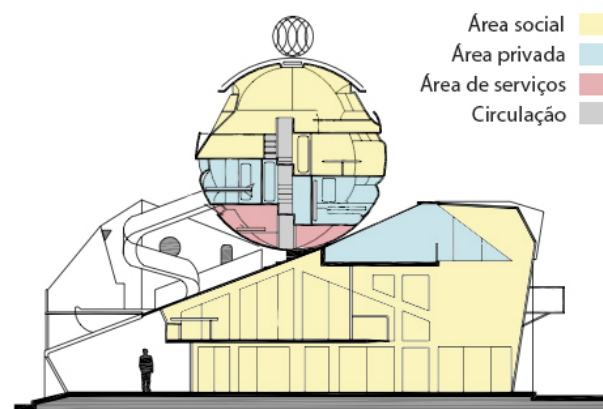 Área social
Área privada
Área de serviços
Circulação